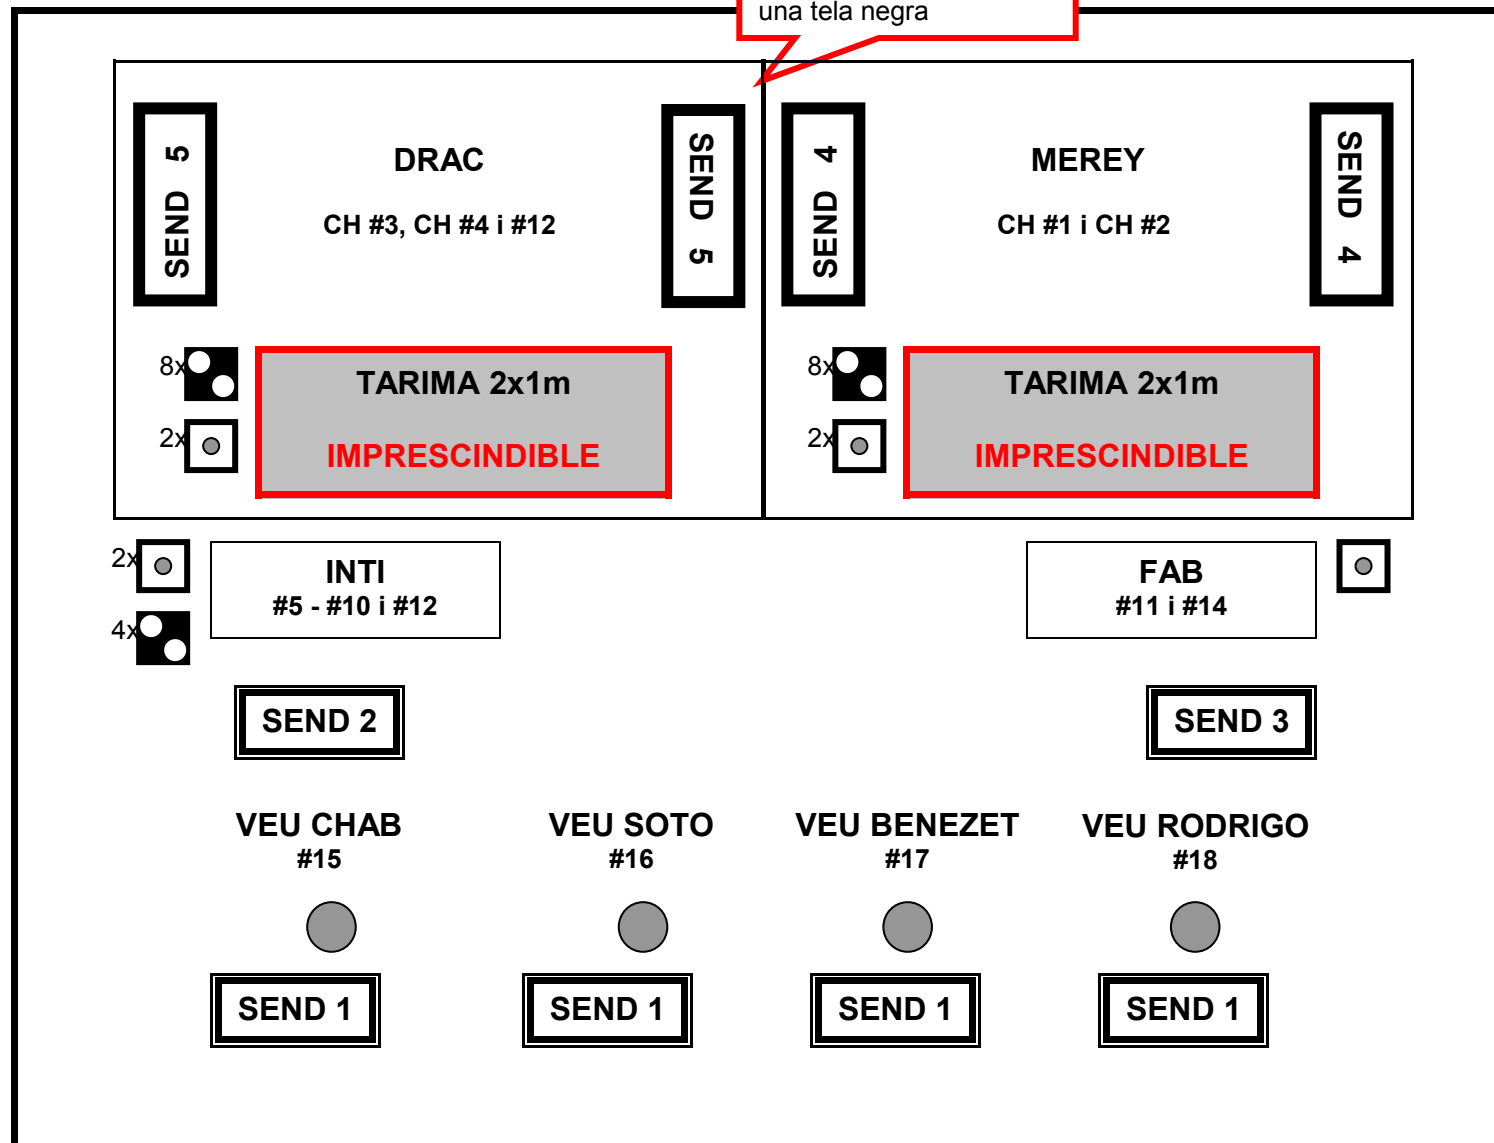 una tela negra
SEND 5
DRAC
CH #3, CH #4 i #12
SEND 5
SEND 4
MEREY
CH #1 i CH #2
SEND 4
8x
TARIMA 2x1m
2x
IMPRESCINDIBLE
8x
TARIMA 2x1m
2x
IMPRESCINDIBLE
2x
INTI
#5 - #10 i #12
4x
FAB
#11 i #14
SEND 2
SEND 3
VEU CHAB
#15
VEU SOTO
#16
VEU BENEZET
#17
VEU RODRIGO
#18
SEND 1
SEND 1
SEND 1
SEND 1